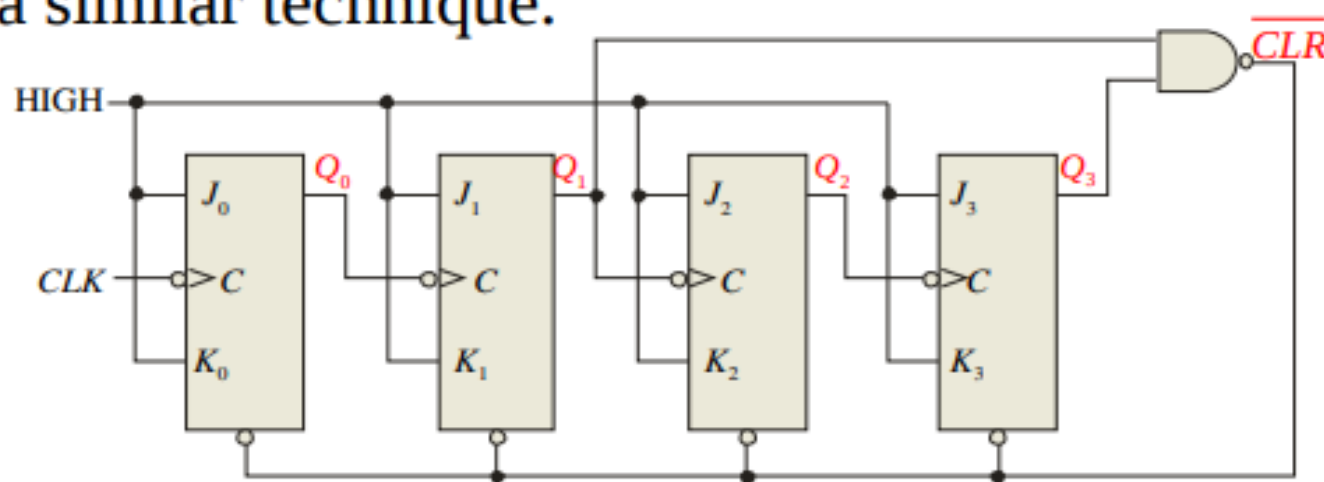 a similar technique.
CLR
HIGH
Q0 Q1 Q2 Q3
J0 J1 J2 J3
CLK C C C C
K0 K1 K2 K3